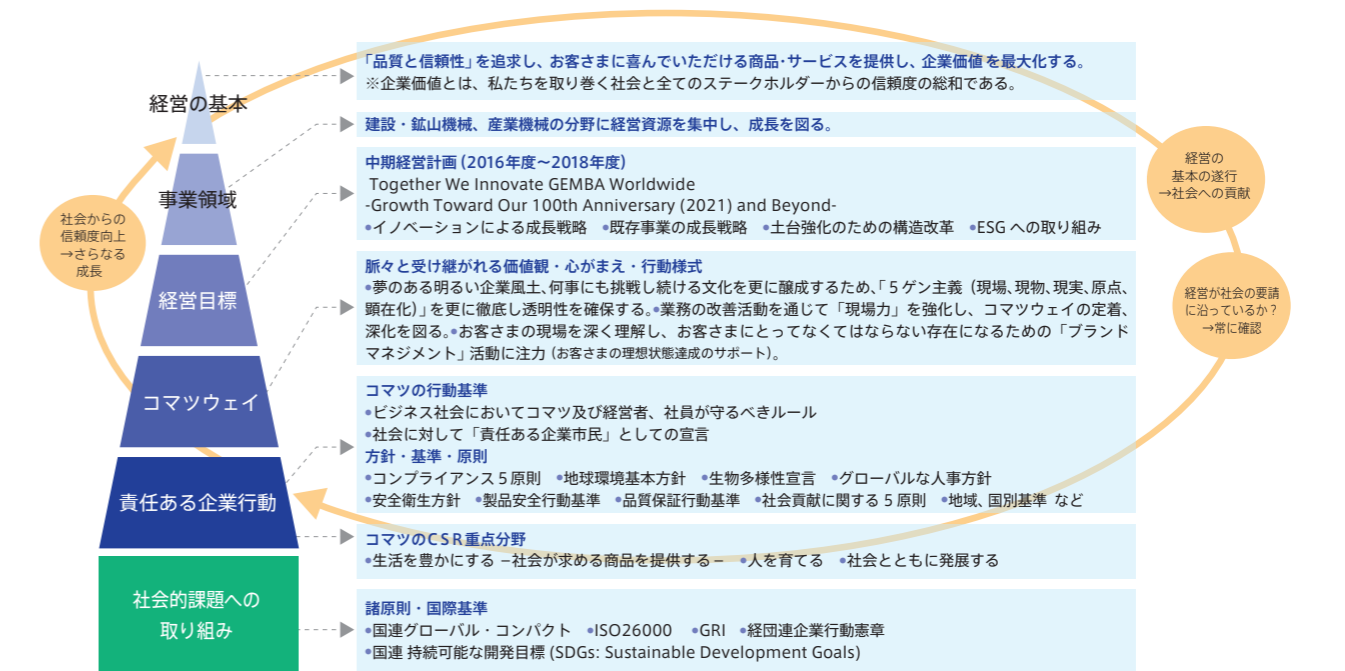 経営の基本
事業領域
経営目標
コマツウェイ
責任ある企業行動
社会的課題への
取り組み
社会からの
信頼度向上
→さらなる
成長
「品質と信頼性」を追求し、お客さまに喜んでいただける商品･サービスを提供し、企業価値を最大化する。
※企業価値とは、私たちを取り巻く社会と全てのステークホルダーからの信頼度の総和である。
建設・鉱山機械、産業機械の分野に経営資源を集中し、成長を図る。
中期経営計画（2016年度～2018年度）
Together We Innovate GEMBA Worldwide
-Growth Toward Our 100th Anniversary (2021) and Beyond-
●イノベーションによる成長戦略　●既存事業の成長戦略　●土台強化のための構造改革　●ESG への取り組み
脈々と受け継がれる価値観・心がまえ・行動様式
●夢のある明るい企業風土、何事にも挑戦し続ける文化を更に醸成するため、「５ゲン主義（現場、現物、現実、原点、
顕在化）」を更に徹底し透明性を確保する。●業務の改善活動を通じて「現場力」を強化し、コマツウェイの定着、
深化を図る。●お客さまの現場を深く理解し、お客さまにとってなくてはならない存在になるための「ブランド
マネジメント」活動に注力（お客さまの理想状態達成のサポート）。
コマツの行動基準
●ビジネス社会においてコマツ及び経営者、社員が守るべきルール
●社会に対して「責任ある企業市民」としての宣言
方針・基準・原則
●コンプライアンス５原則　●地球環境基本方針　●生物多様性宣言　●グローバルな人事方針
●安全衛生方針　●製品安全行動基準　●品質保証行動基準　●社会貢献に関する５原則　●地域、国別基準 など
コマツのＣＳＲ重点分野
●生活を豊かにする －社会が求める商品を提供する－　●人を育てる　●社会とともに発展する
諸原則・国際基準
●国連グローバル・コンパクト　●ISO26000　●GRI　●経団連企業行動憲章
●国連 持続可能な開発目標 (SDGs: Sustainable Development Goals)
経営の
基本の遂行
→社会への貢献
経営が社会の要請
に沿っているか？
→常に確認